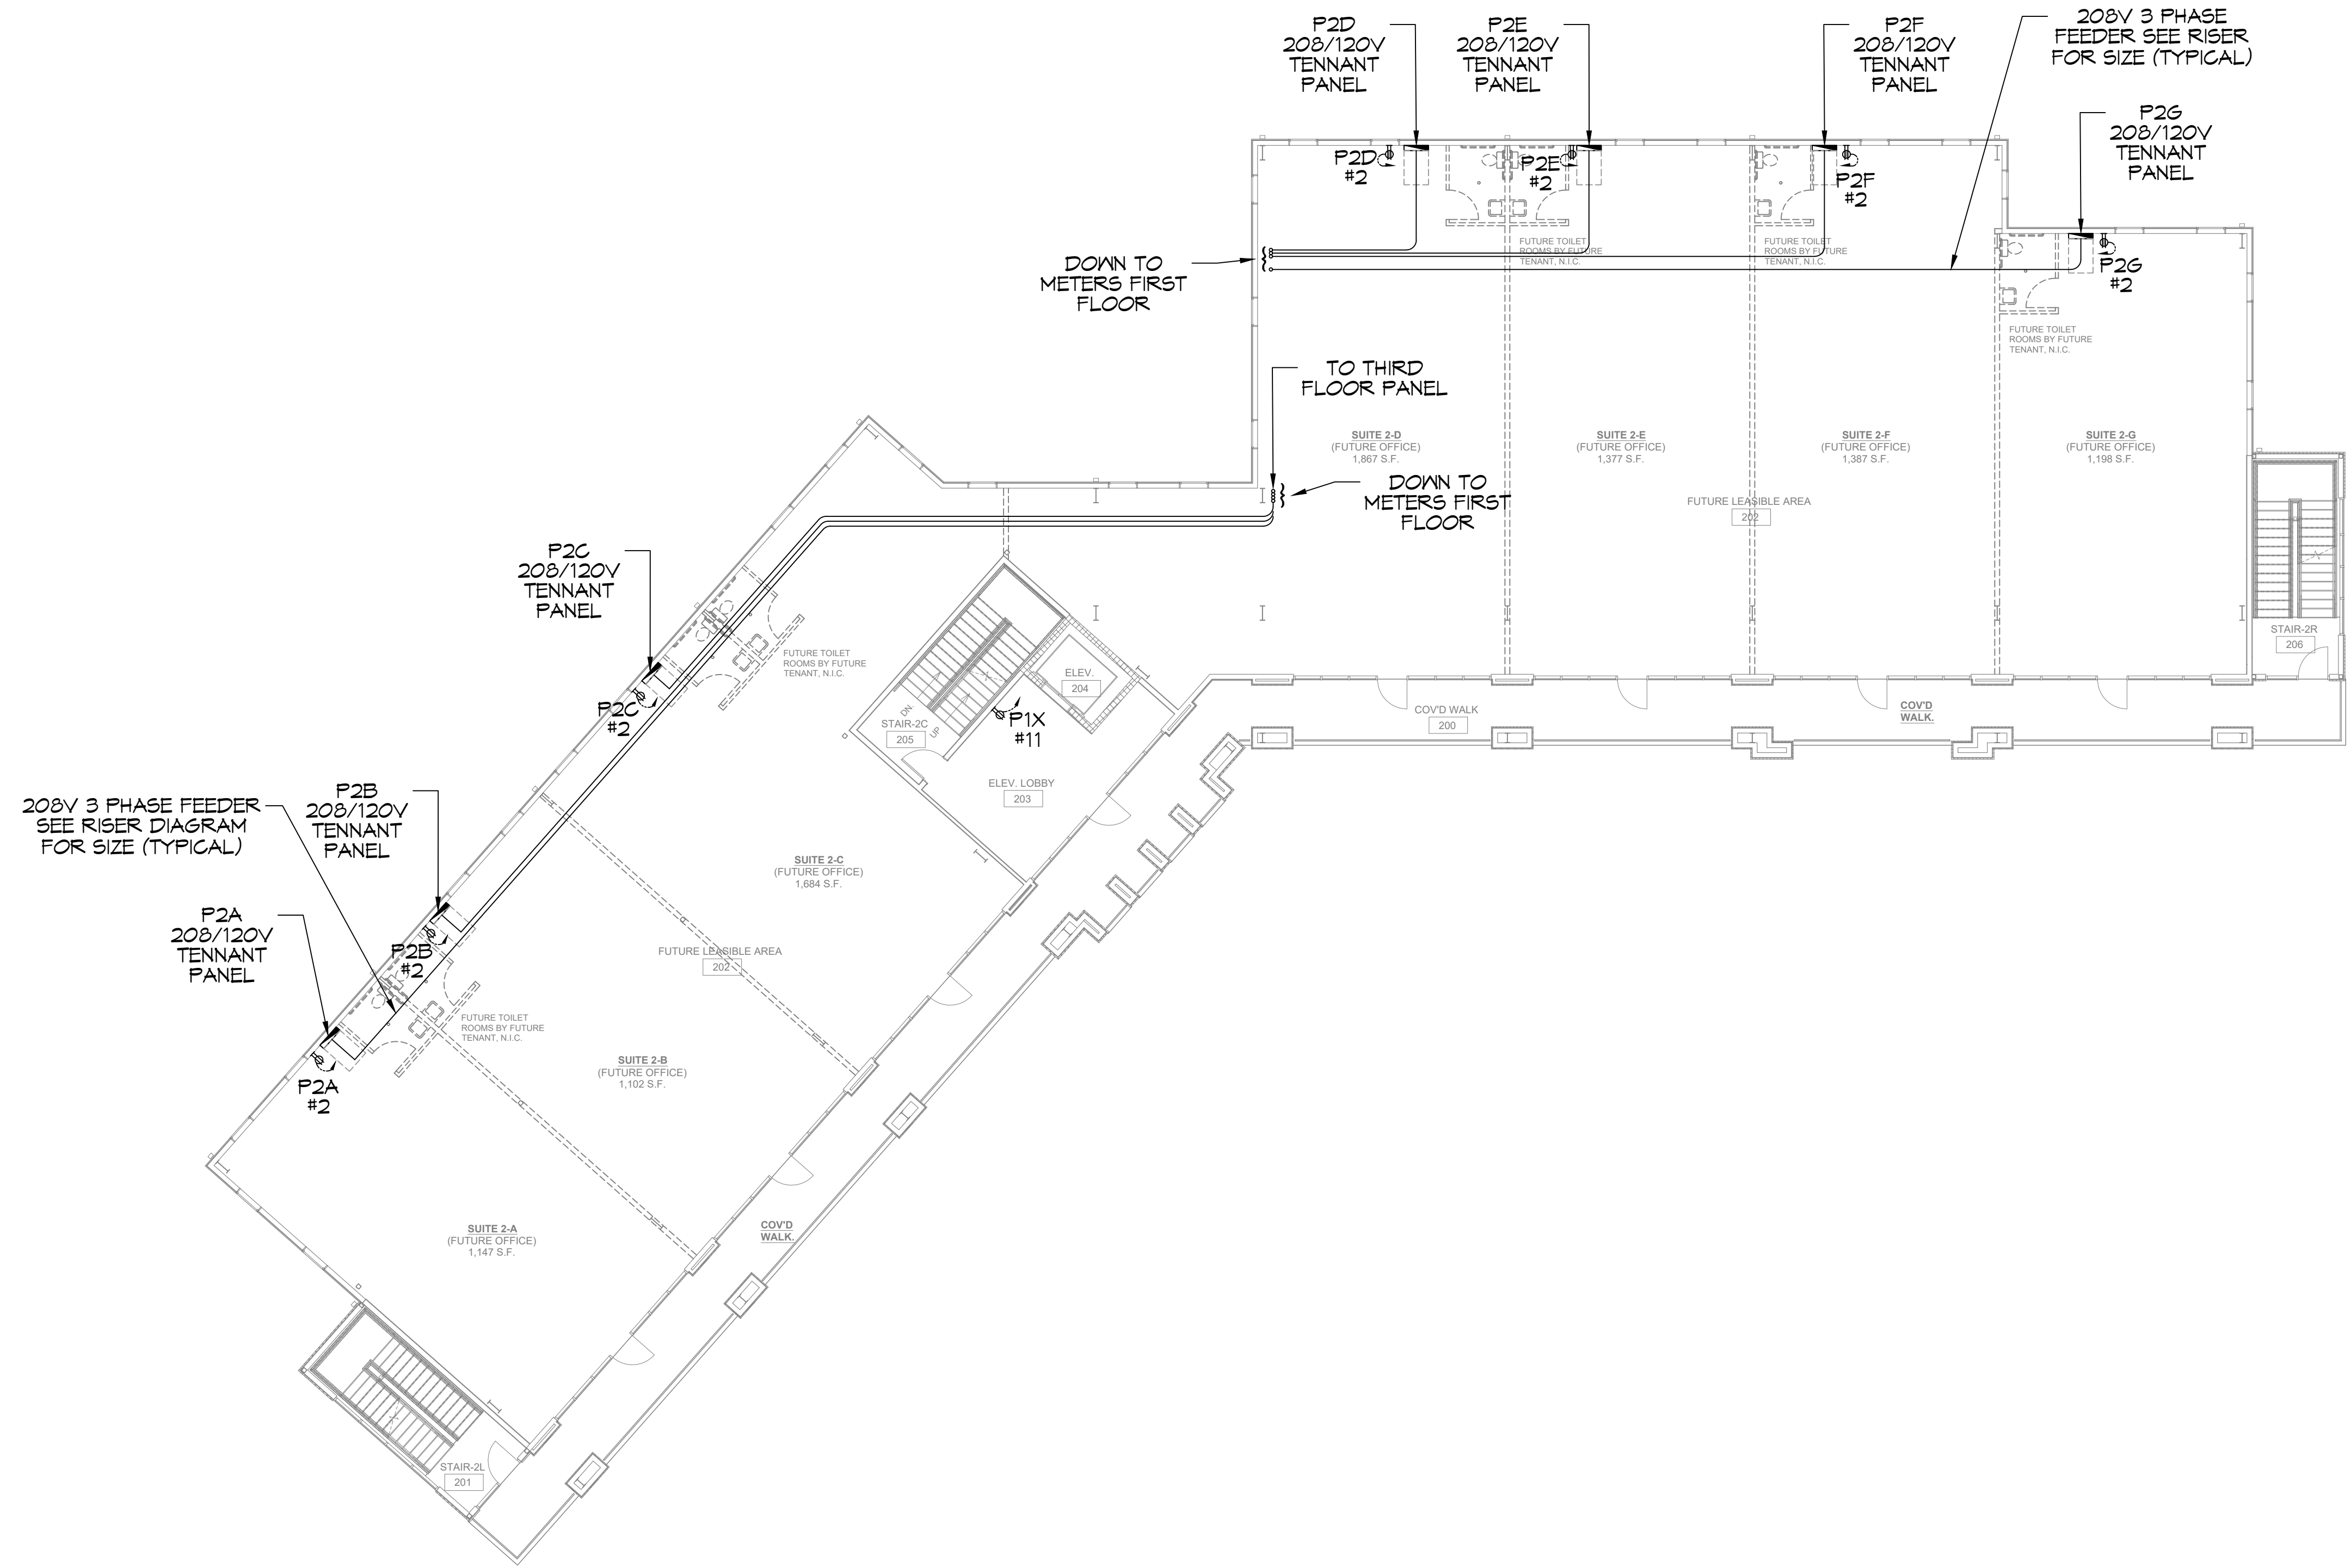 P2D
208/120V
TENNANT
PANEL
P2E
208/120V
TENNANT
PANEL
P2F
208/120V
TENNANT
PANEL
208V 3 PHASE
FEEDER SEE RISER
FOR SIZE (TYPICAL)
P2G
208/120V
TENNANT
PANEL
P2D
#2
P2E
#2
P2F
#2
P2G
#2
FUTURE TOILET
ROOMS BY FUTURE
TENANT, N.I.C.
FUTURE TOILET
ROOMS BY FUTURE
TENANT, N.I.C.
FUTURE TOILET
ROOMS BY FUTURE
TENANT, N.I.C.
DOWN TO
METERS FIRST
FLOOR
TO THIRD
FLOOR PANEL
SUITE 2-D
(FUTURE OFFICE)
1,867 S.F.
SUITE 2-E
(FUTURE OFFICE)
1,377 S.F.
SUITE 2-F
(FUTURE OFFICE)
1,387 S.F.
SUITE 2-G
(FUTURE OFFICE)
1,198 S.F.
DOWN TO
METERS FIRST
FLOOR
FUTURE LEASIBLE AREA
202
STAIR-2R
206
P2C
208/120V
TENNANT
PANEL
P2C
#2
FUTURE TOILET
ROOMS BY FUTURE
TENANT, N.I.C.
ELEV.
204
DN.
UP
STAIR-2C
205
P1X
#11
COV'D WALK
200
COV'D
WALK.
ELEV. LOBBY
203
208V 3 PHASE FEEDER
SEE RISER DIAGRAM
FOR SIZE (TYPICAL)
P2B
208/120V
TENNANT
PANEL
P2A
208/120V
TENNANT
PANEL
P2B
#2
SUITE 2-C
(FUTURE OFFICE)
1,684 S.F.
FUTURE LEASIBLE AREA
202
FUTURE TOILET
ROOMS BY FUTURE
TENANT, N.I.C.
P2A
#2
SUITE 2-B
(FUTURE OFFICE)
1,102 S.F.
SUITE 2-A
(FUTURE OFFICE)
1,147 S.F.
COV'D
WALK.
STAIR-2L
201